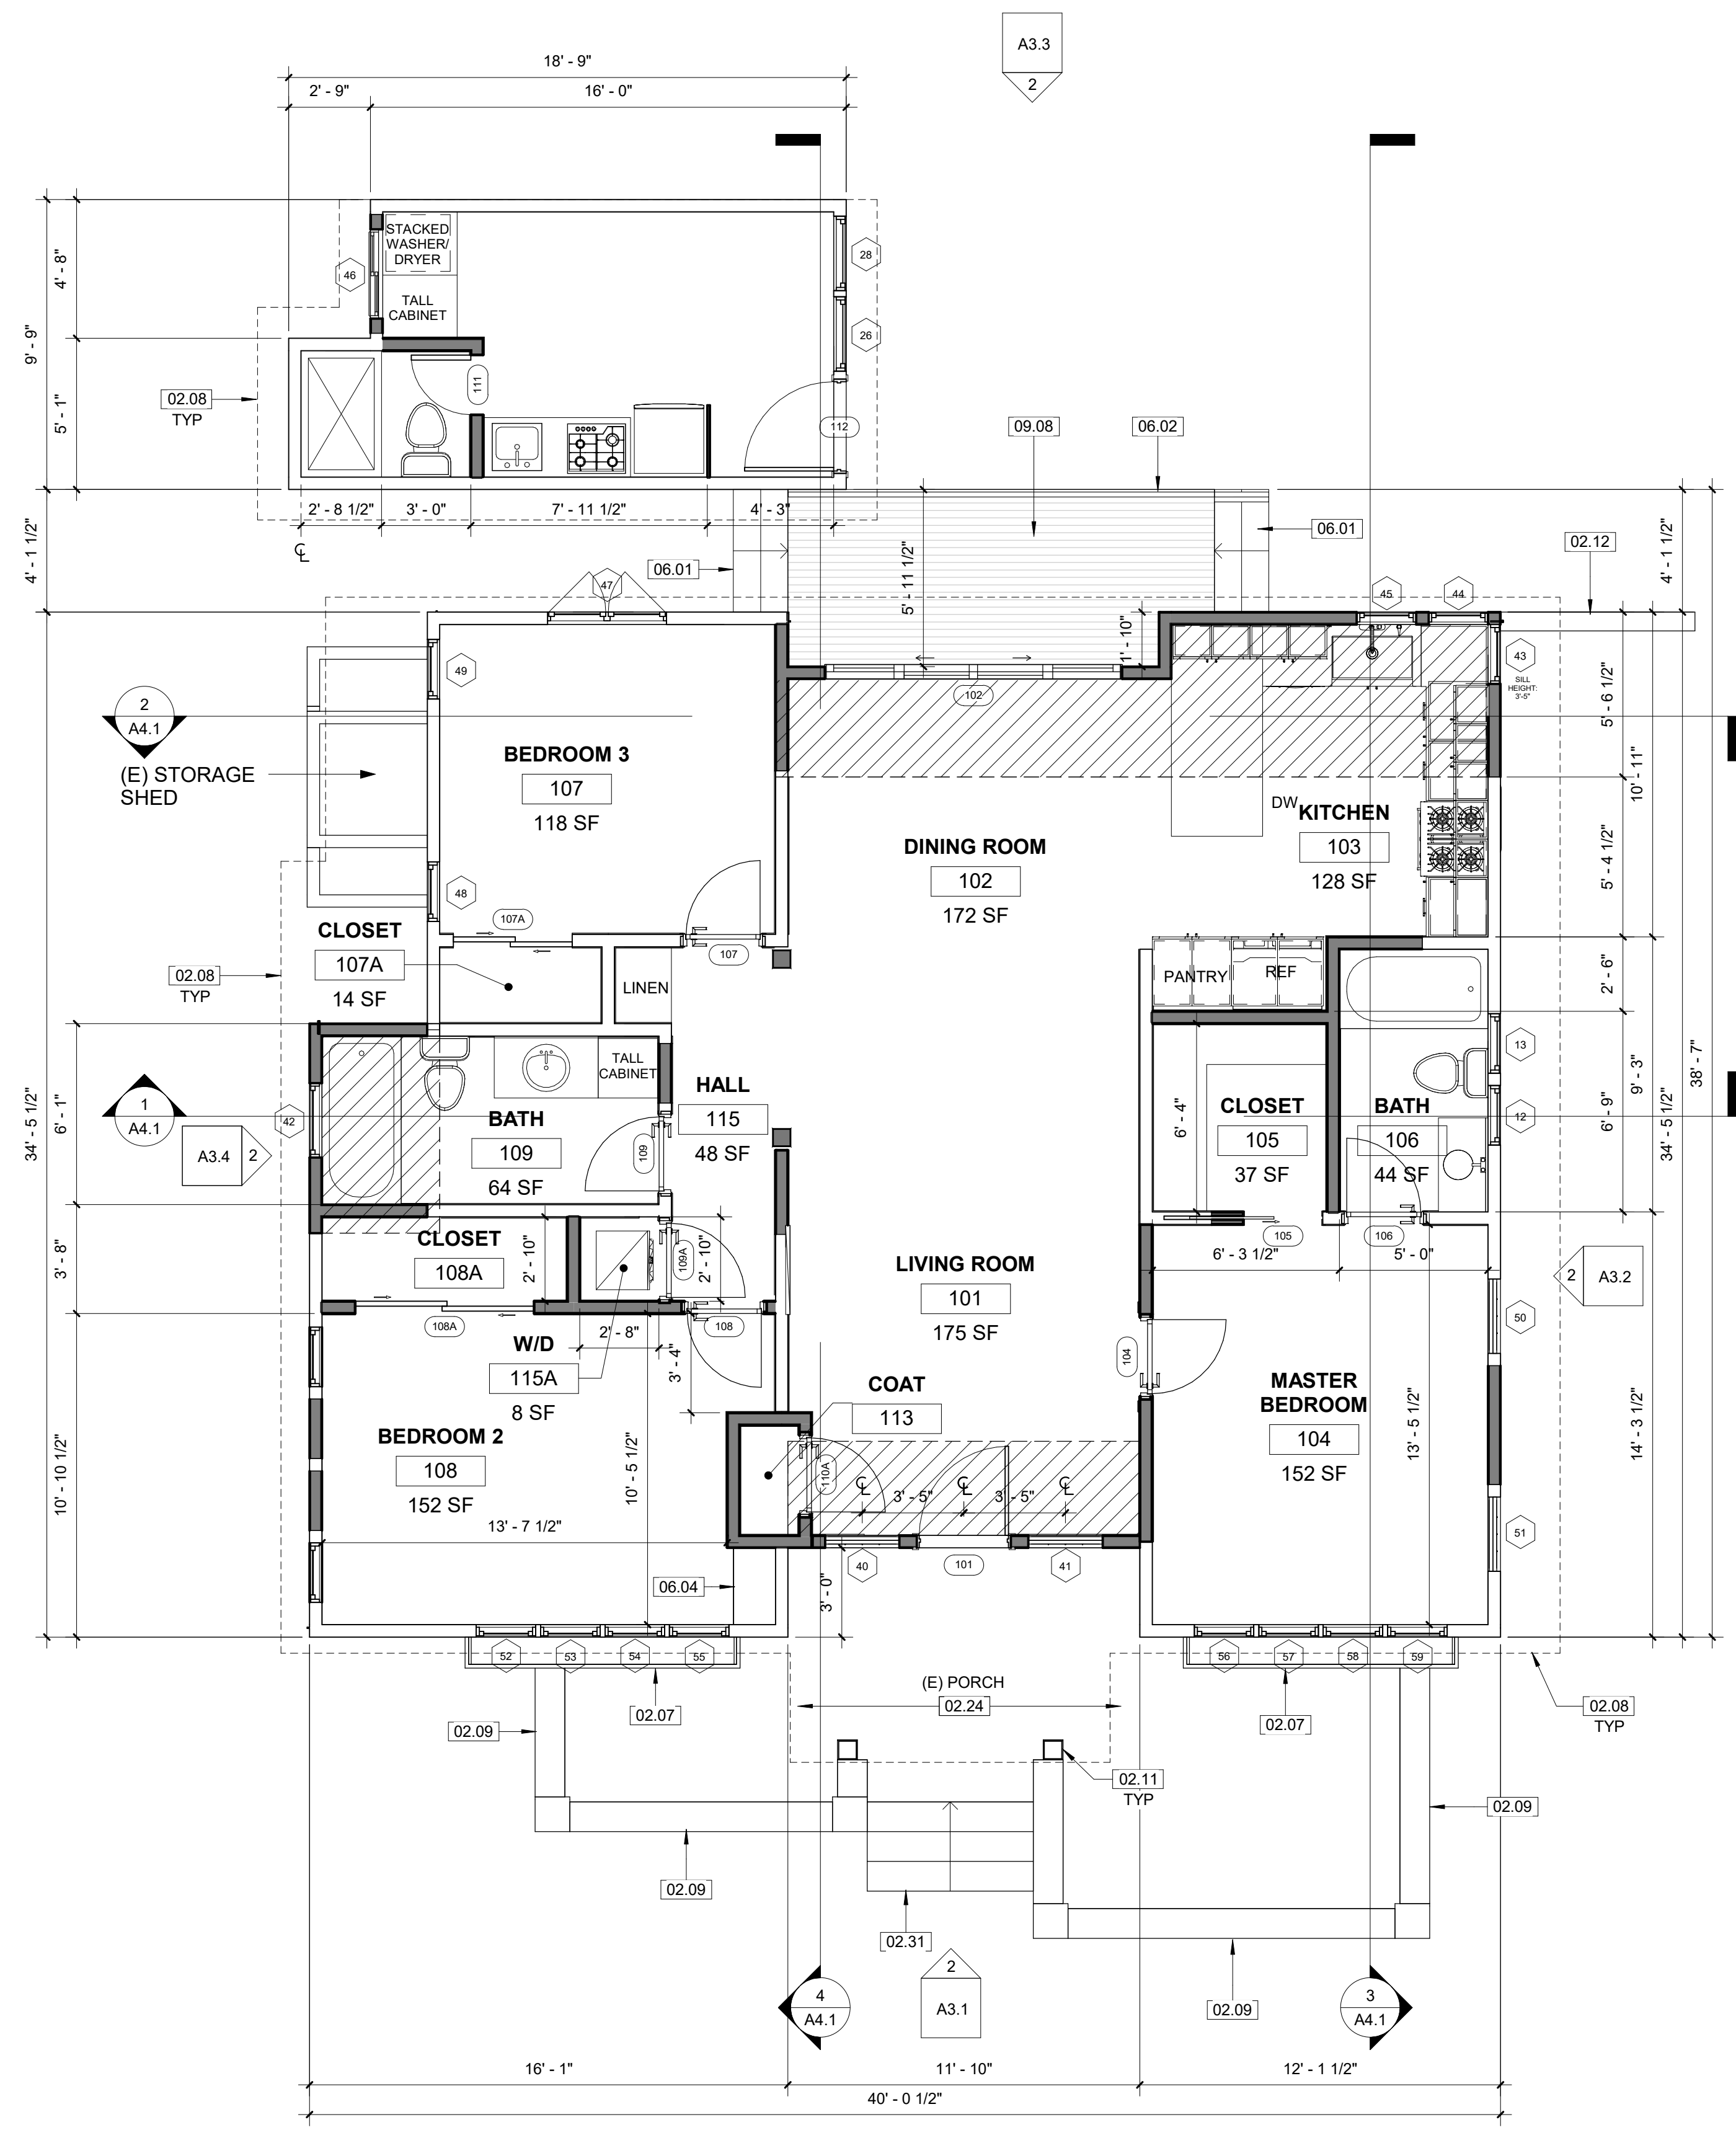 A3.3
2
18' - 9"
2' - 9"
16' - 0"
STACKED
WASHER/
DRYER
TALL
CABINET
46
28
26
4' - 8"
9' - 9"
5' - 1"
02.08
TYP
111
112
09.08
06.02
2' - 8 1/2"
3' - 0"
7' - 11 1/2"
4' - 3"
℄
06.01
06.01
02.12
4' - 1 1/2"
4' - 1 1/2"
5' - 11 1/2"
1' - 10"
47
45
44
43
SILL
HEIGHT:
3'-5"
49
102
2
A4.1
(E) STORAGE
SHED
BEDROOM 3
107
118 SF
5' - 6 1/2"
10' - 11"
5' - 4 1/2"
DW
KITCHEN
103
128 SF
DINING ROOM
102
172 SF
48
107A
107
CLOSET
107A
14 SF
02.08
TYP
LINEN
PANTRY
REF
2' - 6"
9' - 3"
38' - 7"
34' - 5 1/2"
6' - 9"
13
12
1
A4.1
A3.4
2
42
34' - 5 1/2"
6' - 1"
TALL
CABINET
BATH
109
64 SF
109
HALL
115
48 SF
6' - 4"
CLOSET
105
37 SF
BATH
106
44 SF
3' - 8"
CLOSET
108A
2' - 10"
109A
2' - 10"
LIVING ROOM
101
175 SF
105
106
6' - 3 1/2"
5' - 0"
2
A3.2
50
51
108A
108
W/D
115A
8 SF
2' - 8"
3' - 4"
104
COAT
113
MASTER
BEDROOM
104
152 SF
13' - 5 1/2"
14' - 3 1/2"
10' - 10 1/2"
BEDROOM 2
108
152 SF
10' - 5 1/2"
13' - 7 1/2"
110A
℄
3' - 5"
℄
3' - 5"
℄
40
101
41
06.04
3' - 0"
52
53
54
55
56
57
58
59
(E) PORCH
02.24
02.07
02.09
02.07
02.08
TYP
02.11
TYP
02.09
02.09
02.31
2
A3.1
02.09
4
A4.1
3
A4.1
16' - 1"
11' - 10"
12' - 1 1/2"
40' - 0 1/2"